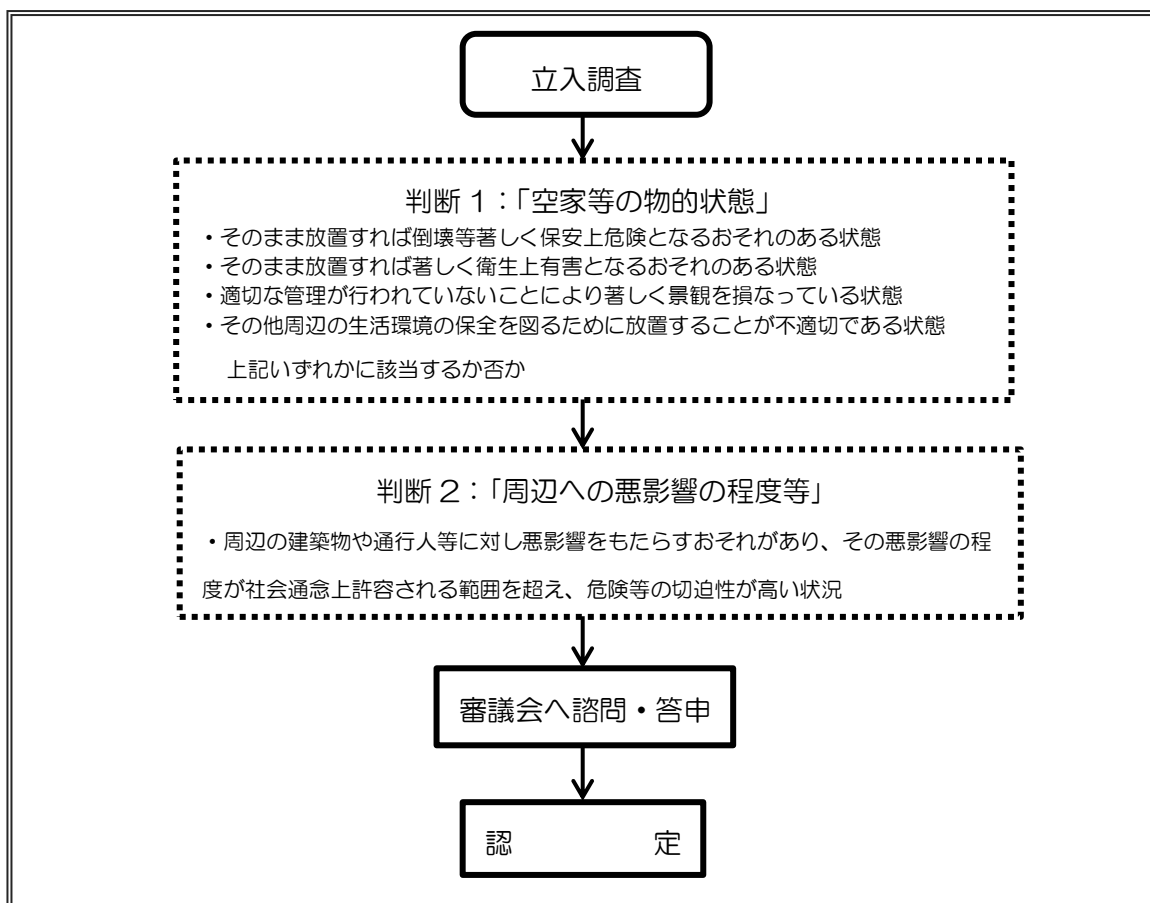 立入調査
判断1：「空家等の物的状態」
・そのまま放置すれば倒壊等著しく保安上危険となるおそれのある状態
・そのまま放置すれば著しく衛生上有害となるおそれのある状態
・適切な管理が行われていないことにより著しく景観を損なっている状態
・その他周辺の生活環境の保全を図るために放置することが不適切である状態
上記いずれかに該当するか否か
判断2：「周辺への悪影響の程度等」
・周辺の建築物や通行人等に対し悪影響をもたらすおそれがあり、その悪影響の程
度が社会通念上許容される範囲を超え、危険等の切迫性が高い状況
審議会へ諮問・答申
認　　　　　定